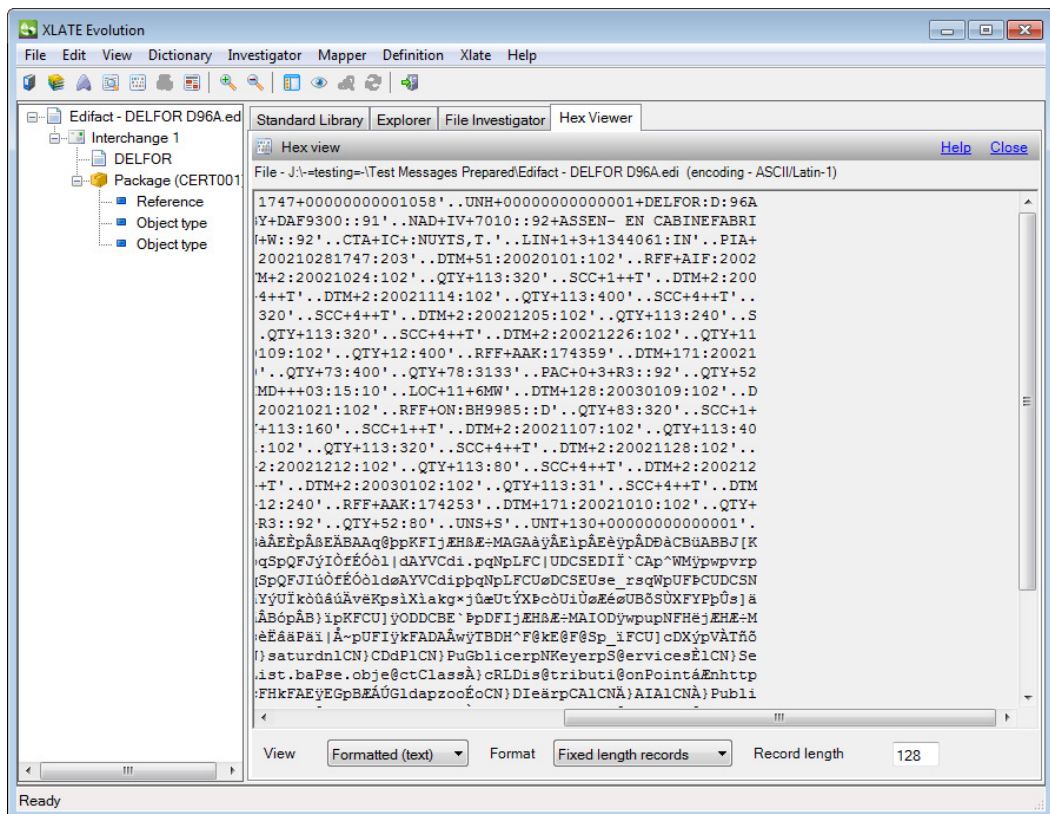 XLATE Evolution
File Edit View Dictionary Investigator Mapper Definition Xlate Help
Edifact - DELFOR D96A.ed
Interchange 1
DELFOR
Package (CERT001)
Reference
Object type
Object type
Standard Library Explorer File Investigator Hex Viewer
Hex view Help Close
File - J:\-=testing=-\Test Messages Prepared\Edifact - DELFOR D96A.edi (encoding - ASCII/Latin-1)
1747+00000000001058'..UNH+00000000000001+DELFOR:D:96A
Y+DAF9300::91'..NAD+IV+7010::92+ASSEN- EN CABINEFABRI
+W::92'..CTA+IC+:NUYTS,T.'..LIN+1+3+1344061:IN'..PIA+
200210281747:203'..DTM+51:20020101:102'..RFF+AIF:2002
M+2:20021024:102'..QTY+113:320'..SCC+1++T'..DTM+2:200
4++T'..DTM+2:20021114:102'..QTY+113:400'..SCC+4++T'..
320'..SCC+4++T'..DTM+2:20021205:102'..QTY+113:240'..S
.QTY+113:320'..SCC+4++T'..DTM+2:20021226:102'..QTY+11
109:102'..QTY+12:400'..RFF+AAK:174359'..DTM+171:20021
'..QTY+73:400'..QTY+78:3133'..PAC+0+3+R3::92'..QTY+52
MD+++03:15:10'..LOC+11+6MW'..DTM+128:20030109:102'..D
20021021:102'..RFF+ON:BH9985::D'..QTY+83:320'..SCC+1+
+113:160'..SCC+1++T'..DTM+2:20021107:102'..QTY+113:40
:102'..QTY+113:320'..SCC+4++T'..DTM+2:20021128:102'..
2:20021212:102'..QTY+113:80'..SCC+4++T'..DTM+2:200212
+T'..DTM+2:20030102:102'..QTY+113:31'..SCC+4++T'..DTM
12:240'..RFF+AAK:174253'..DTM+171:20021010:102'..QTY+
R3::92'..QTY+52:80'..UNS+S'..UNT+130+00000000000001'.
}saturdnlCN}CDdPlCN}PuGblicerpNKeyerpS@ervicesÈlCN}Se
ist.baPse.obje@ctClassÀ}cRLDis@tributi@onPointáÆnhttp
View Formatted (text) Format Fixed length records Record length 128
Ready